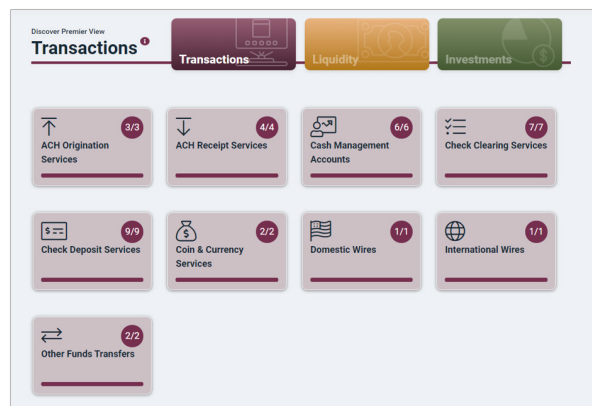 Discover Premier View
Transactions
Transactions
Liquidity
Investments
3/3
ACH Origination
Services
4/4
ACH Receipt Services
6/6
Cash Management
Accounts
7/7
Check Clearing Services
9/9
Check Deposit Services
2/2
Coin & Currency
Services
1/1
Domestic Wires
1/1
International Wires
2/2
Other Funds Transfers